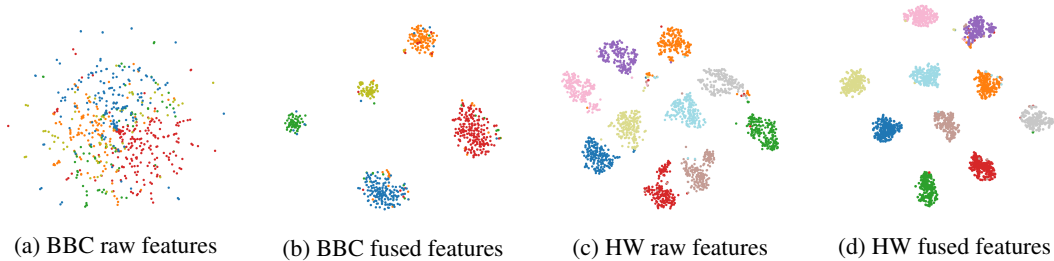 (a) BBC raw features
(b) BBC fused features
(c) HW raw features
(d) HW fused features